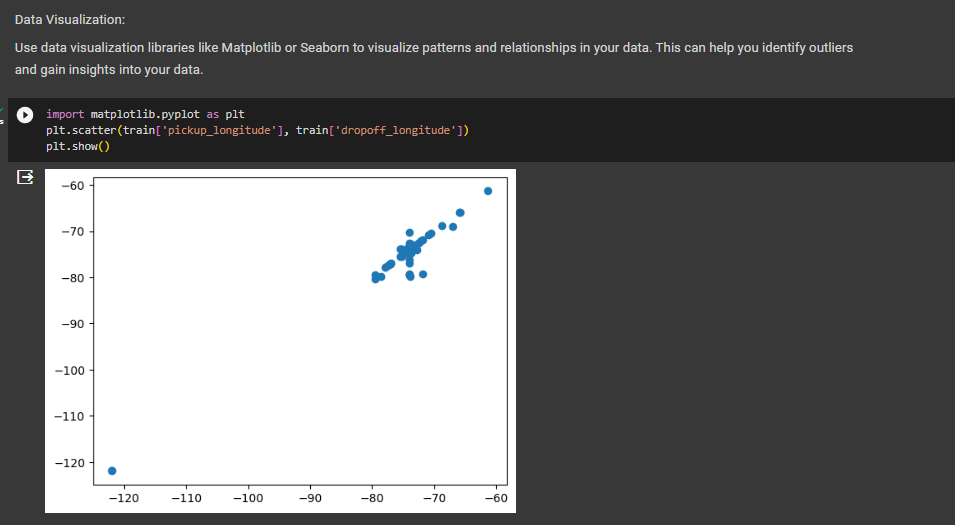 Data Visualization:
Use data visualization libraries like Matplotlib or Seaborn to visualize patterns and relationships in your data. This can help you identify outliers
and gain insights into your data.
s
import matplotlib.pyplot as plt
plt.scatter(train['pickup_longitude'], train['dropoff_longitude'])
plt.show()
−60
−70
−80
−90
−100
−110
−120
−120 −110 −100 −90 −80 −70 −60